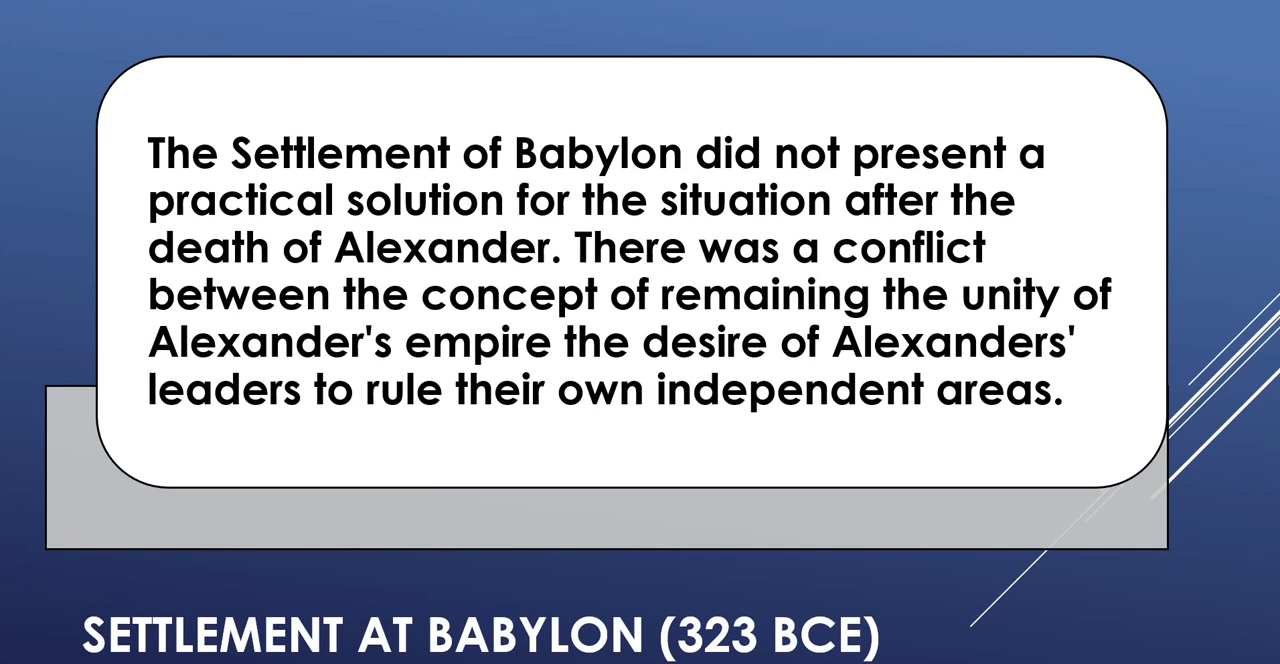 The Settlement of Babylon did not present a
practical solution for the situation after the
death of Alexander. There was a conflict
between the concept of remaining the unity of
Alexander's empire the desire of Alexanders'
leaders to rule their own independent areas.
SETTLEMENT AT BABYLON (323 BCE)